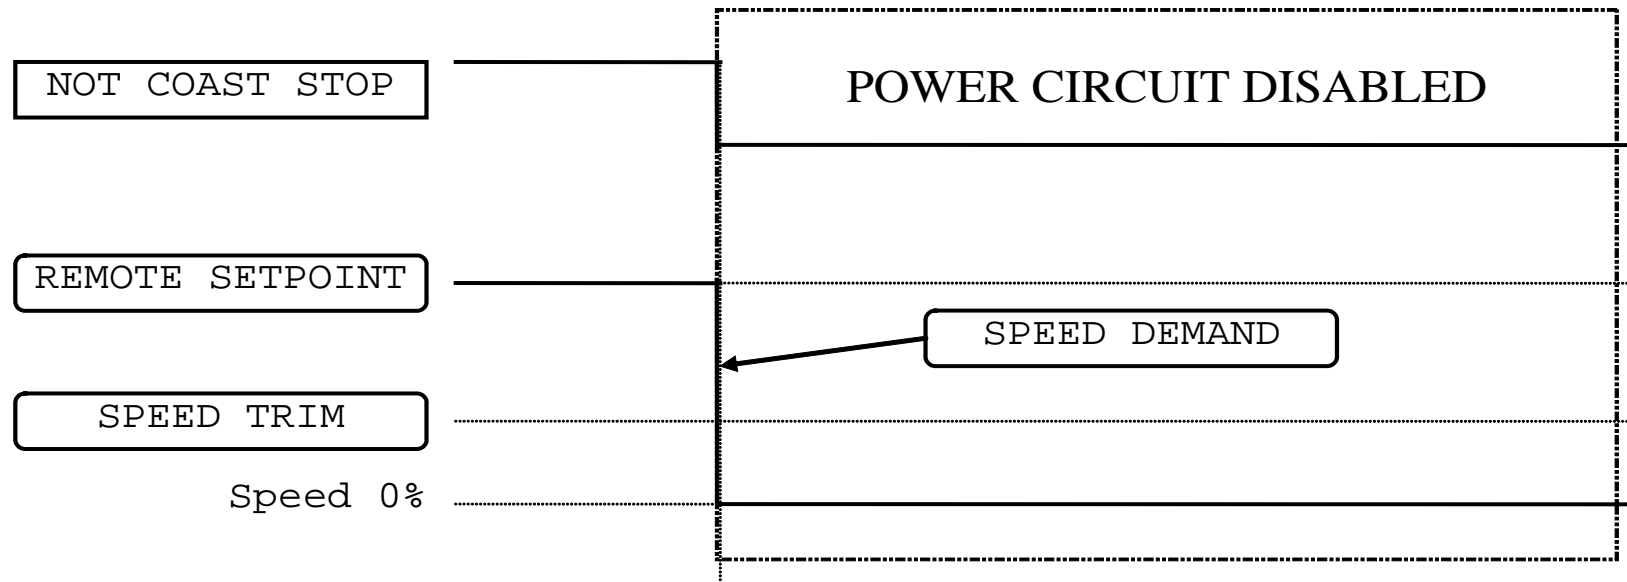 NOT COAST STOP
POWER CIRCUIT DISABLED
REMOTE SETPOINT
SPEED DEMAND
SPEED TRIM
Speed 0%